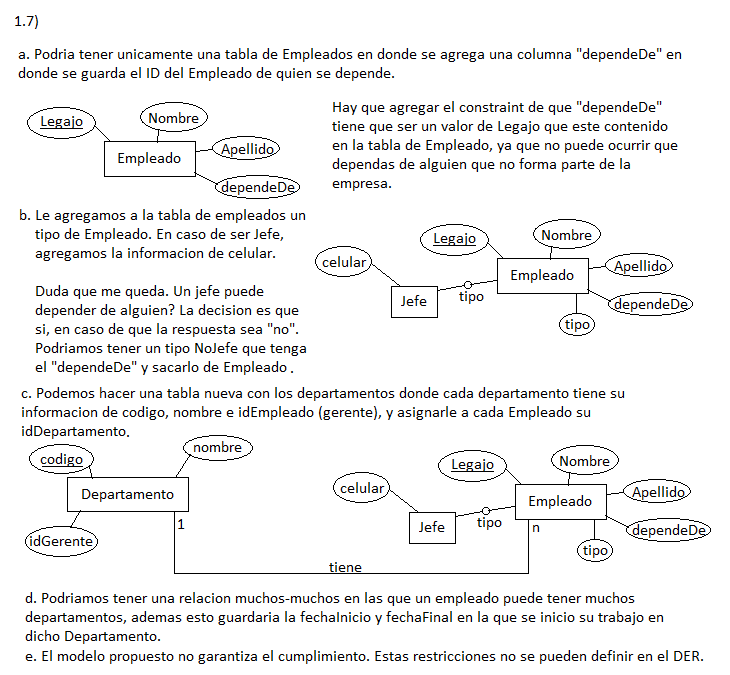 1.7)
a. Podria tener unicamente una tabla de Empleados en donde se agrega una columna "dependeDe" en
donde se guarda el ID del Empleado de quien se depende.
Legajo
Nombre
Empleado
Apellido
dependeDe
Hay que agregar el constraint de que "dependeDe"
tiene que ser un valor de Legajo que este contenido
en la tabla de Empleado, ya que no puede ocurrir que
dependas de alguien que no forma parte de la
empresa.
b. Le agregamos a la tabla de empleados un
tipo de Empleado. En caso de ser Jefe,
agregamos la informacion de celular.
Duda que me queda. Un jefe puede
depender de alguien? La decision es que
si, en caso de que la respuesta sea "no".
Podriamos tener un tipo NoJefe que tenga
el "dependeDe" y sacarlo de Empleado.
celular
Legajo
Nombre
Jefe
tipo
Empleado
Apellido
dependeDe
tipo
c. Podemos hacer una tabla nueva con los departamentos donde cada departamento tiene su
informacion de codigo, nombre e idEmpleado (gerente), y asignarle a cada Empleado su
idDepartamento.
codigo
nombre
Departamento
idGerente
1
celular
Legajo
Nombre
Jefe
tipo
Empleado
Apellido
dependeDe
n
tipo
tiene
d. Podriamos tener una relacion muchos-muchos en las que un empleado puede tener muchos
departamentos, ademas esto guardaria la fechaInicio y fechaFinal en la que se inicio su trabajo en
dicho Departamento.
e. El modelo propuesto no garantiza el cumplimiento. Estas restricciones no se pueden definir en el DER.